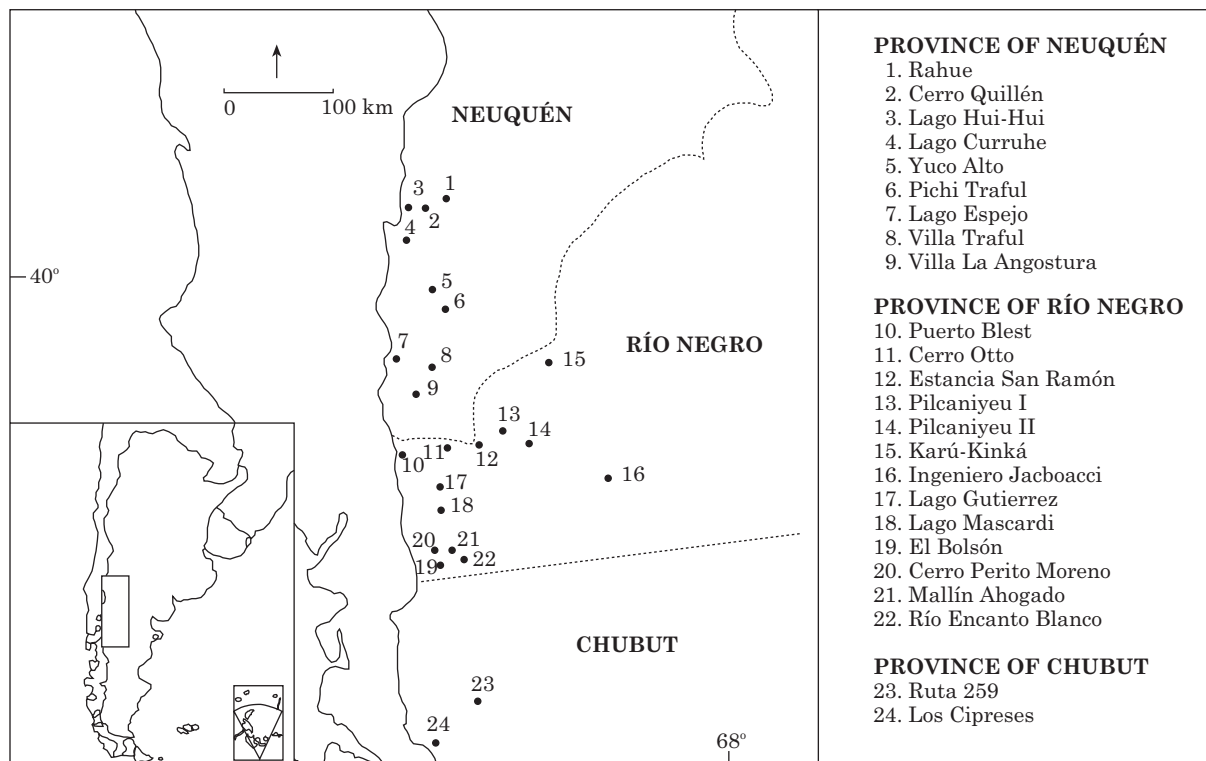 0 100 km
NEUQUÉN
3 1
2
4
40º
5
6
7
8
RÍO NEGRO
15
9
13
14
11
12
10
16
17
18
20 21
22
19
CHUBUT
23
24
68º
PROVINCE OF NEUQUÉN
1. Rahue
2. Cerro Quillén
3. Lago Hui-Hui
4. Lago Curruhe
5. Yuco Alto
6. Pichi Traful
7. Lago Espejo
8. Villa Traful
9. Villa La Angostura
PROVINCE OF RÍO NEGRO
10. Puerto Blest
11. Cerro Otto
12. Estancia San Ramón
13. Pilcaniyeu I
14. Pilcaniyeu II
15. Karú-Kinká
16. Ingeniero Jacboacci
17. Lago Gutierrez
18. Lago Mascardi
19. El Bolsón
20. Cerro Perito Moreno
21. Mallín Ahogado
22. Río Encanto Blanco
PROVINCE OF CHUBUT
23. Ruta 259
24. Los Cipreses